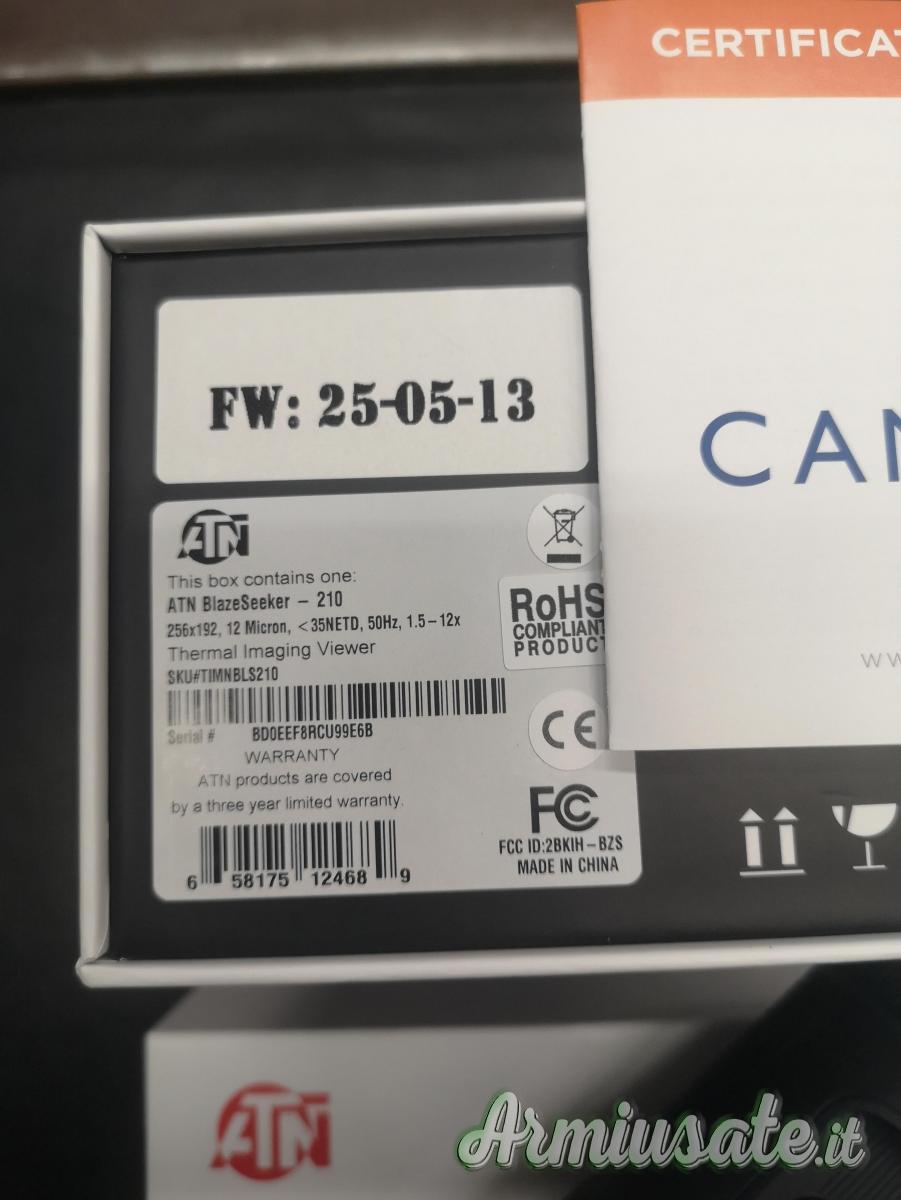 CERTIFICAT
FW: 25-05-13
CAN
ATN
This box contains one:
ATN BlazeSeeker – 210
256x192, 12 Micron, <35NETD, 50Hz, 1.5–12x
Thermal Imaging Viewer
SKU#TIMNBLS210
RoHS
COMPLIANT
PRODUCT
ww
Serial # BD0EEF8RCU99E6B
WARRANTY
ATN products are covered
by a three year limited warranty.
CE
FC
FCC ID:2BKIH–BZS
MADE IN CHINA
6 58175 12468 9
ATN
Armiusate.it